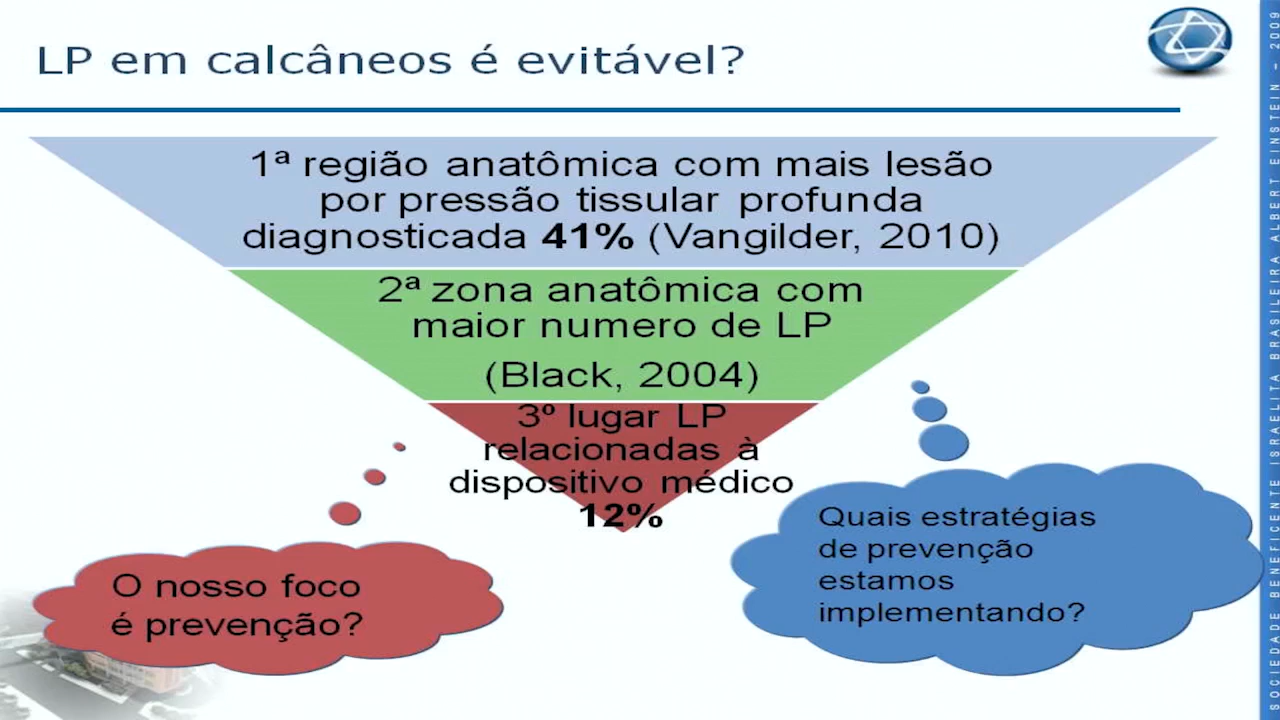 LP em calcâneos é evitável?
1ª região anatômica com mais lesão
por pressão tissular profunda
diagnosticada 41% (Vangilder, 2010)
2ª zona anatômica com
maior numero de LP
(Black, 2004)
3º lugar LP
relacionadas à
dispositivo médico
12%
O nosso foco
é prevenção?
Quais estratégias
de prevenção
estamos
implementando?
SOCIEDADE BENEFICENTE ISRAELITA BRASILEIRA ALBERT EINSTEIN - 2009